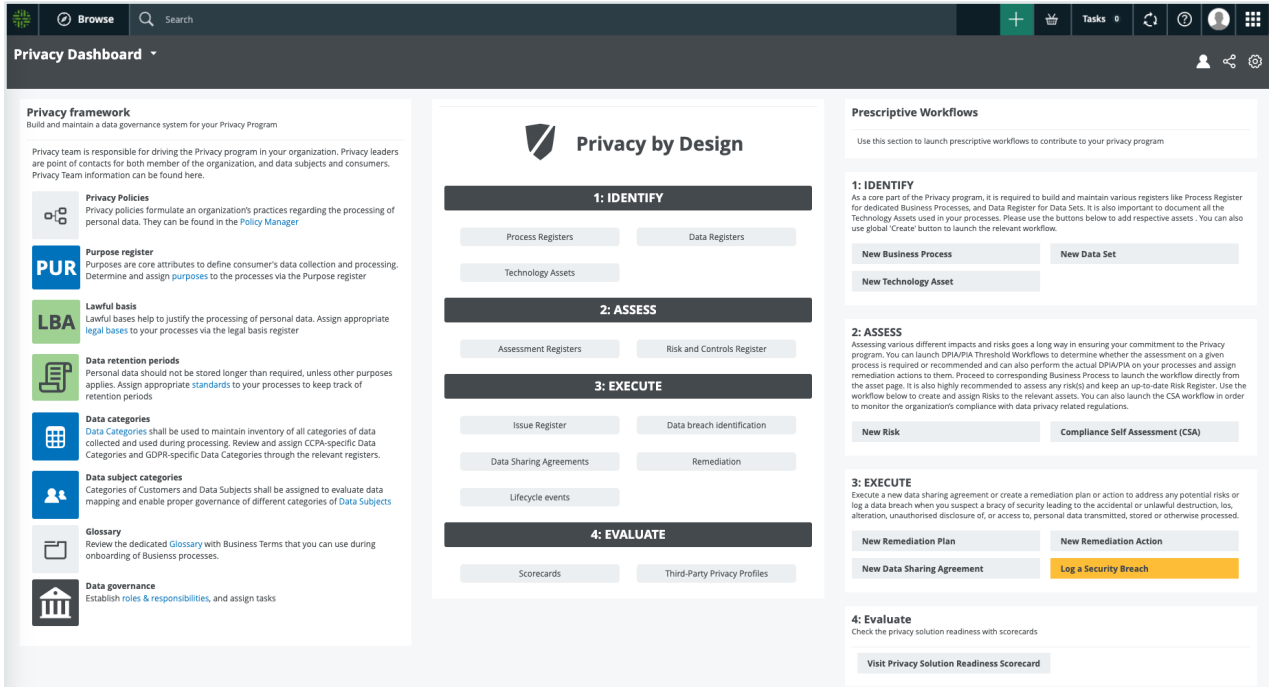 Browse
Search
Tasks 0
Privacy Dashboard
Privacy framework
Build and maintain a data governance system for your Privacy Program
Privacy team is responsible for driving the Privacy program in your organization. Privacy leaders
are point of contacts for both member of the organization, and data subjects and consumers.
Privacy Team information can be found here.
Privacy Policies
Privacy policies formulate an organization's practices regarding the processing of
personal data. They can be found in the Policy Manager
PUR
Purpose register
Purposes are core attributes to define consumer's data collection and processing.
Determine and assign purposes to the processes via the Purpose register
LBA
Lawful basis
Lawful bases help to justify the processing of personal data. Assign appropriate
legal bases to your processes via the legal basis register
Data retention periods
Personal data should not be stored longer than required, unless other purposes
applies. Assign appropriate standards to your processes to keep track of
retention periods
Data categories
Data Categories shall be used to maintain inventory of all categories of data
collected and used during processing. Review and assign CCPA-specific Data
Categories and GDPR-specific Data Categories through the relevant registers.
Data subject categories
Categories of Customers and Data Subjects shall be assigned to evaluate data
mapping and enable proper governance of different categories of Data Subjects
Glossary
Review the dedicated Glossary with Business Terms that you can use during
onboarding of Busienss processes.
Data governance
Establish roles & responsibilities, and assign tasks
Privacy by Design
1: IDENTIFY
Process Registers
Data Registers
Technology Assets
2: ASSESS
Assessment Registers
Risk and Controls Register
3: EXECUTE
Issue Register
Data breach identification
Data Sharing Agreements
Remediation
Lifecycle events
4: EVALUATE
Scorecards
Third-Party Privacy Profiles
Prescriptive Workflows
Use this section to launch prescriptive workflows to contribute to your privacy program
1: IDENTIFY
As a core part of the Privacy program, it is required to build and maintain various registers like Process Register
for dedicated Business Processes, and Data Register for Data Sets. It is also important to document all the
Technology Assets used in your processes. Please use the buttons below to add respective assets . You can also
use global 'Create' button to launch the relevant workflow.
New Business Process
New Data Set
New Technology Asset
2: ASSESS
Assessing various different impacts and risks goes a long way in ensuring your commitment to the Privacy
program. You can launch DPIA/PIA Threshold Workflows to determine whether the assessment on a given
process is required or recommended and can also perform the actual DPIA/PIA on your processes and assign
remediation actions to them. Proceed to corresponding Business Process to launch the workflow directly from
the asset page. It is also highly recommended to assess any risk(s) and keep an up-to-date Risk Register. Use the
workflow below to create and assign Risks to the relevant assets. You can also launch the CSA workflow in order
to monitor the organization's compliance with data privacy related regulations.
New Risk
Compliance Self Assessment (CSA)
3: EXECUTE
Execute a new data sharing agreement or create a remediation plan or action to address any potential risks or
log a data breach when you suspect a bracy of security leading to the accidental or unlawful destruction, los,
alteration, unauthorised disclosure of, or access to, personal data transmitted, stored or otherwise processed.
New Remediation Plan
New Remediation Action
New Data Sharing Agreement
Log a Security Breach
4: Evaluate
Check the privacy solution readiness with scorecards
Visit Privacy Solution Readiness Scorecard